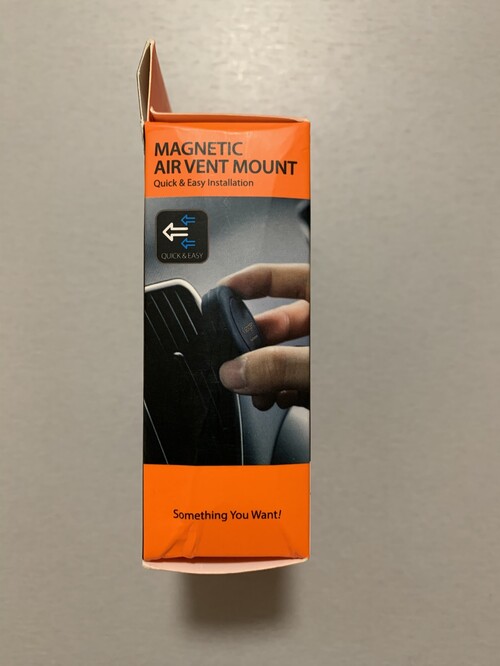 MAGNETIC
AIR VENT MOUNT
Quick & Easy Installation
QUICK & EASY
Something You Want!